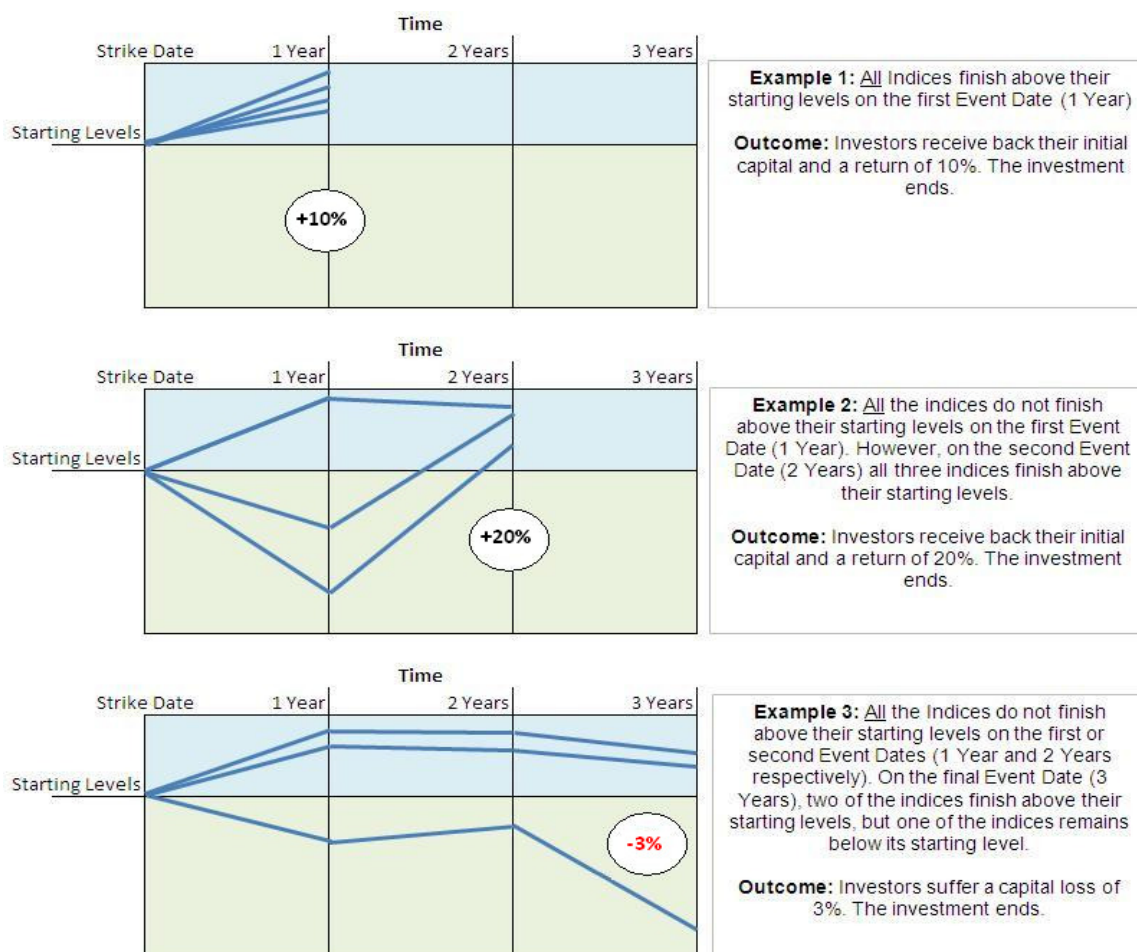 Time
Strike Date 1 Year 2 Years 3 Years
Starting Levels
+10%
Example 1: All Indices finish above their
starting levels on the first Event Date (1 Year)
Outcome: Investors receive back their initial
capital and a return of 10%. The investment
ends.
Time
Strike Date 1 Year 2 Years 3 Years
Starting Levels
+20%
Example 2: All the indices do not finish
above their starting levels on the first Event
Date (1 Year). However, on the second Event
Date (2 Years) all three indices finish above
their starting levels.
Outcome: Investors receive back their initial
capital and a return of 20%. The investment
ends.
Time
Strike Date 1 Year 2 Years 3 Years
Starting Levels
-3%
Example 3: All the Indices do not finish
above their starting levels on the first or
second Event Dates (1 Year and 2 Years
respectively). On the final Event Date (3
Years), two of the indices finish above their
starting levels, but one of the indices remains
below its starting level.
Outcome: Investors suffer a capital loss of
3%. The investment ends.